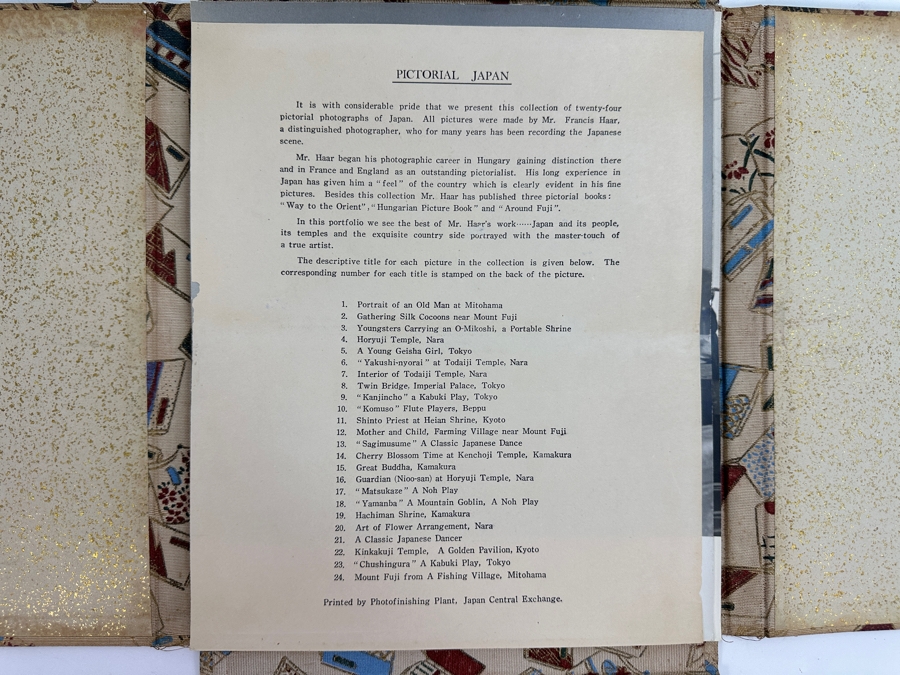 PICTORIAL JAPAN
It is with considerable pride that we present this collection of twenty-four
pictorial photographs of Japan. All pictures were made by Mr. Francis Haar,
a distinguished photographer, who for many years has been recording the Japanese
scene.
Mr. Haar began his photographic career in Hungary gaining distinction there
and in France and England as an outstanding pictorialist. His long experience in
Japan has given him a "feel" of the country which is clearly evident in his fine
pictures. Besides this collection Mr. Haar has published three pictorial books:
"Way to the Orient", "Hungarian Picture Book" and "Around Fuji".
In this portfolio we see the best of Mr. Haar's work······Japan and its people,
its temples and the exquisite country side portrayed with the master-touch of
a true artist.
The descriptive title for each picture in the collection is given below. The
corresponding number for each title is stamped on the back of the picture.
1. Portrait of an Old Man at Mitohama
2. Gathering Silk Cocoons near Mount Fuji
3. Youngsters Carrying an O-Mikoshi, a Portable Shrine
4. Horyuji Temple, Nara
5. A Young Geisha Girl, Tokyo
6. "Yakushi-nyorai" at Todaiji Temple, Nara
7. Interior of Todaiji Temple, Nara
8. Twin Bridge, Imperial Palace, Tokyo
9. "Kanjincho" a Kabuki Play, Tokyo
10. "Komuso" Flute Players, Beppu
11. Shinto Priest at Heian Shrine, Kyoto
12. Mother and Child, Farming Village near Mount Fuji
13. "Sagimusume" A Classic Japanese Dance
14. Cherry Blossom Time at Kenchoji Temple, Kamakura
15. Great Buddha, Kamakura
16. Guardian (Nioo-san) at Horyuji Temple, Nara
17. "Matsukaze" A Noh Play
18. "Yamanba" A Mountain Goblin, A Noh Play
19. Hachiman Shrine, Kamakura
20. Art of Flower Arrangement, Nara
21. A Classic Japanese Dancer
22. Kinkakuji Temple, A Golden Pavilion, Kyoto
23. "Chushingura" A Kabuki Play, Tokyo
24. Mount Fuji from A Fishing Village, Mitohama
Printed by Photofinishing Plant, Japan Central Exchange.